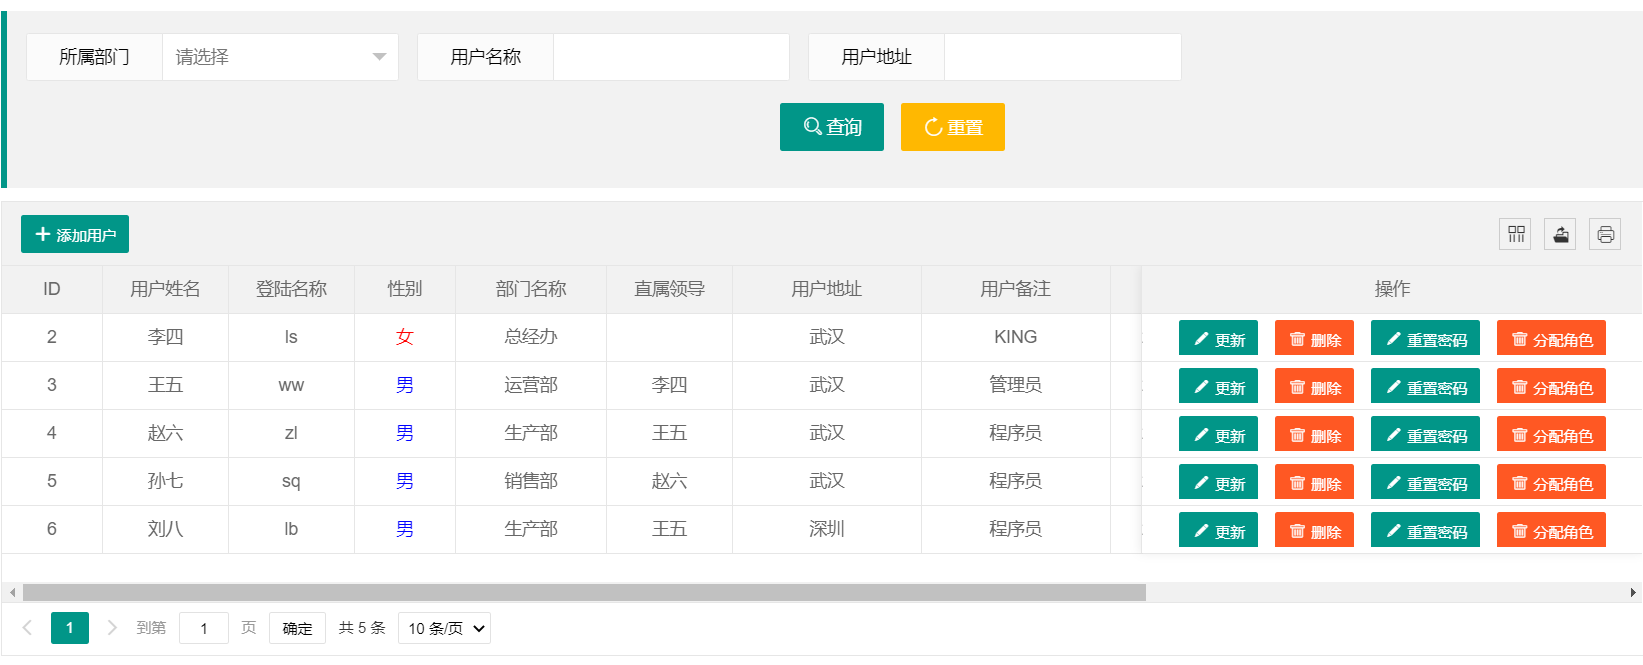 所属部门 请选择 用户名称 用户地址
查询 重置
添加用户
ID 用户姓名 登陆名称 性别 部门名称 直属领导 用户地址 用户备注 操作
2 李四 ls 女 总经办 武汉 KING 更新 删除 重置密码 分配角色
3 王五 ww 男 运营部 李四 武汉 管理员 更新 删除 重置密码 分配角色
4 赵六 zl 男 生产部 王五 武汉 程序员 更新 删除 重置密码 分配角色
5 孙七 sq 男 销售部 赵六 武汉 程序员 更新 删除 重置密码 分配角色
6 刘八 lb 男 生产部 王五 深圳 程序员 更新 删除 重置密码 分配角色
1 到第 1 页 确定 共 5 条 10 条/页